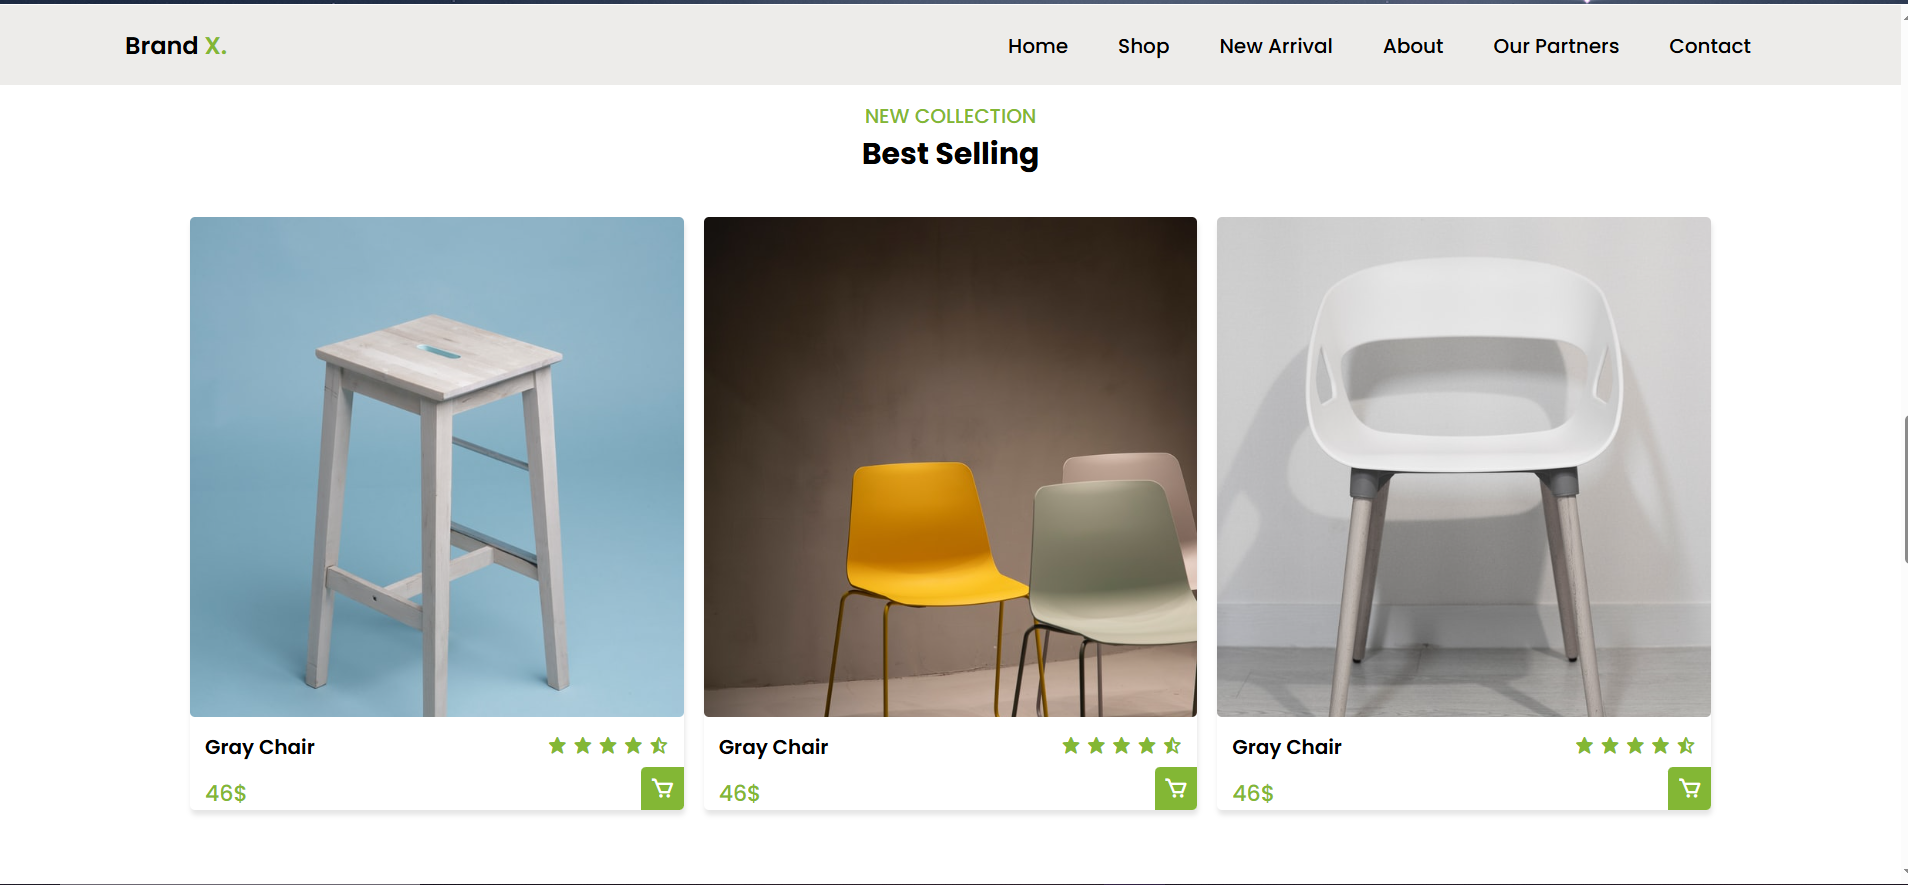 Brand X.
Home Shop New Arrival About Our Partners Contact
NEW COLLECTION
Best Selling
Gray Chair
46$
Gray Chair
46$
Gray Chair
46$